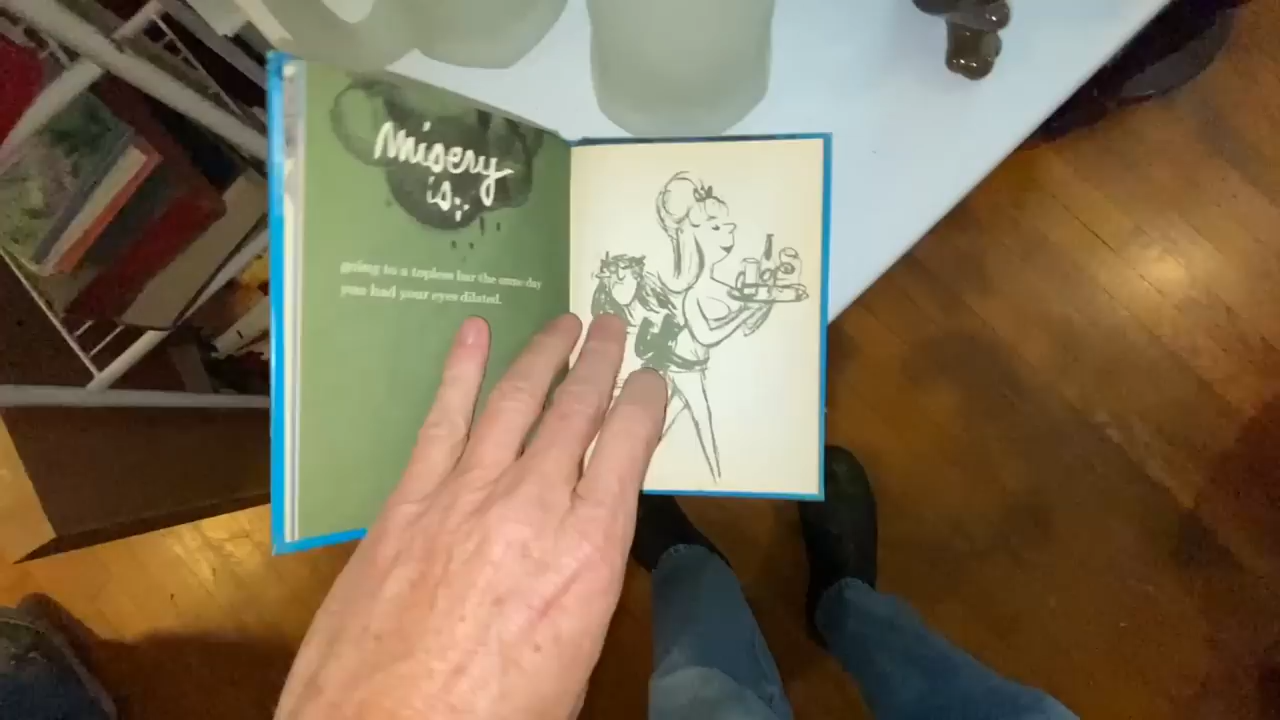 Misery
is..
going to a topless bar the same day
you had your eyes dilated.